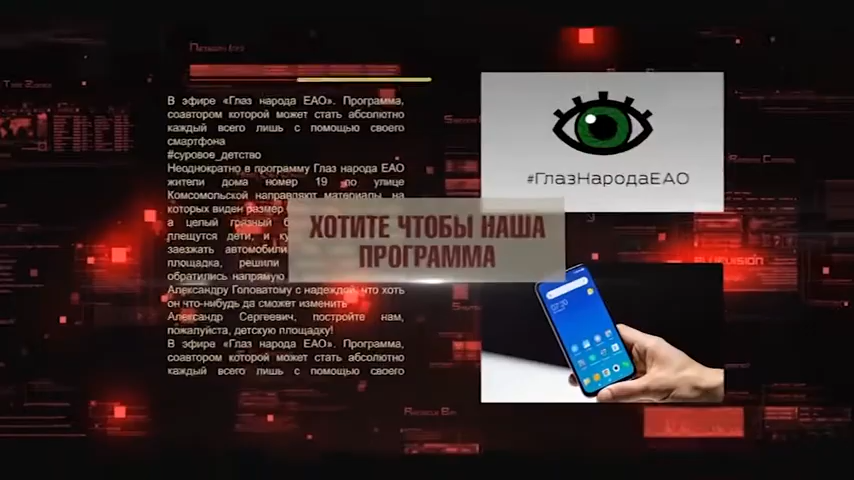 В эфире «Глаз народа ЕАО». Программа,
соавтором которой может стать абсолютно
каждый всего лишь с помощью своего
смартфона
#суровое_детство
Неоднократно в программу Глаз народа ЕАО
жители дома номер 19 по улице
Комсомольской направляют материалы, на
которых виден размер
а целый грязный
плещутся дети, и
заезжать автомобили
площадка, решили
обратились напрямую
Александру Головатому с надеждой, что хоть
он что-нибудь да сможет изменить
Александр Сергеевич, постройте нам,
пожалуйста, детскую площадку!
В эфире «Глаз народа ЕАО». Программа,
соавтором которой может стать абсолютно
каждый всего лишь с помощью своего
ХОТИТЕ ЧТОБЫ НАША
ПРОГРАММА
#ГлазНародаЕАО